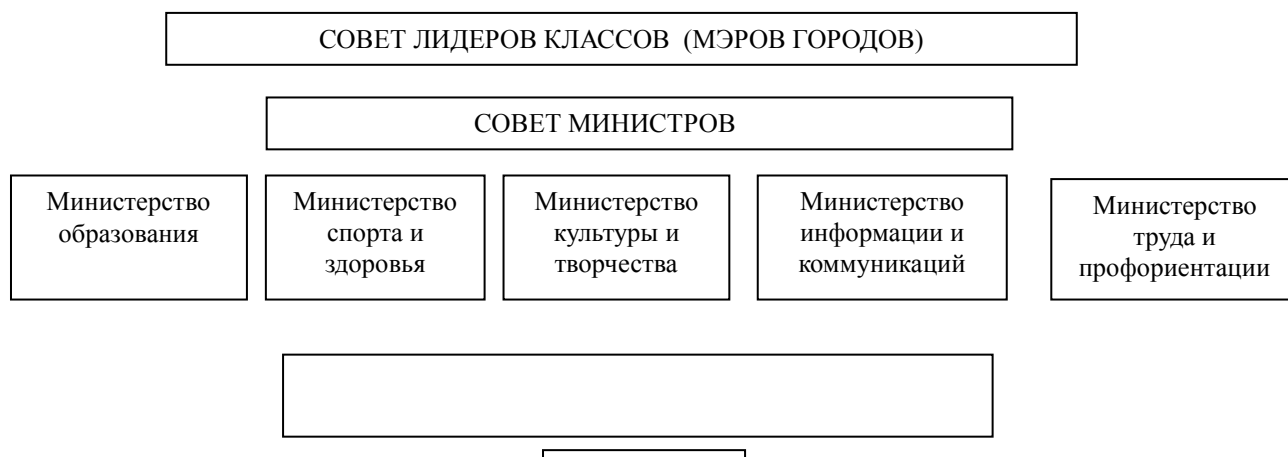 СОВЕТ ЛИДЕРОВ КЛАССОВ (МЭРОВ ГОРОДОВ)
СОВЕТ МИНИСТРОВ
Министерство
образования
Министерство
спорта и
здоровья
Министерство
культуры и
творчества
Министерство
информации и
коммуникаций
Министерство
труда и
профориентации